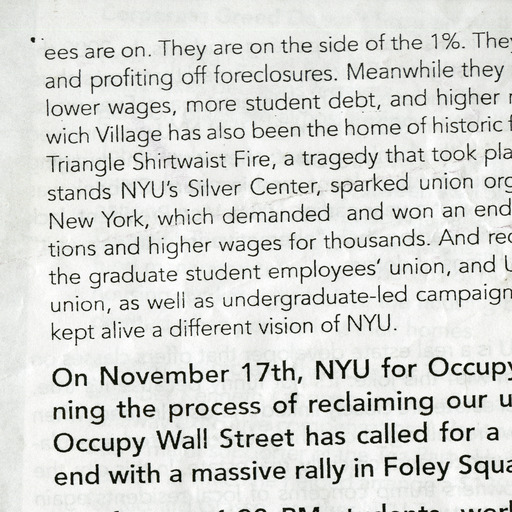 ees are on. They are on the side of the 1%. They
and profiting off foreclosures. Meanwhile they
lower wages, more student debt, and higher
wich Village has also been the home of historic
Triangle Shirtwaist Fire, a tragedy that took pla
stands NYU's Silver Center, sparked union org
New York, which demanded and won an end
tions and higher wages for thousands. And rec
the graduate student employees' union, and U
union, as well as undergraduate-led campaign
kept alive a different vision of NYU.
On November 17th, NYU for Occupy
ning the process of reclaiming our u
Occupy Wall Street has called for a
end with a massive rally in Foley Squa